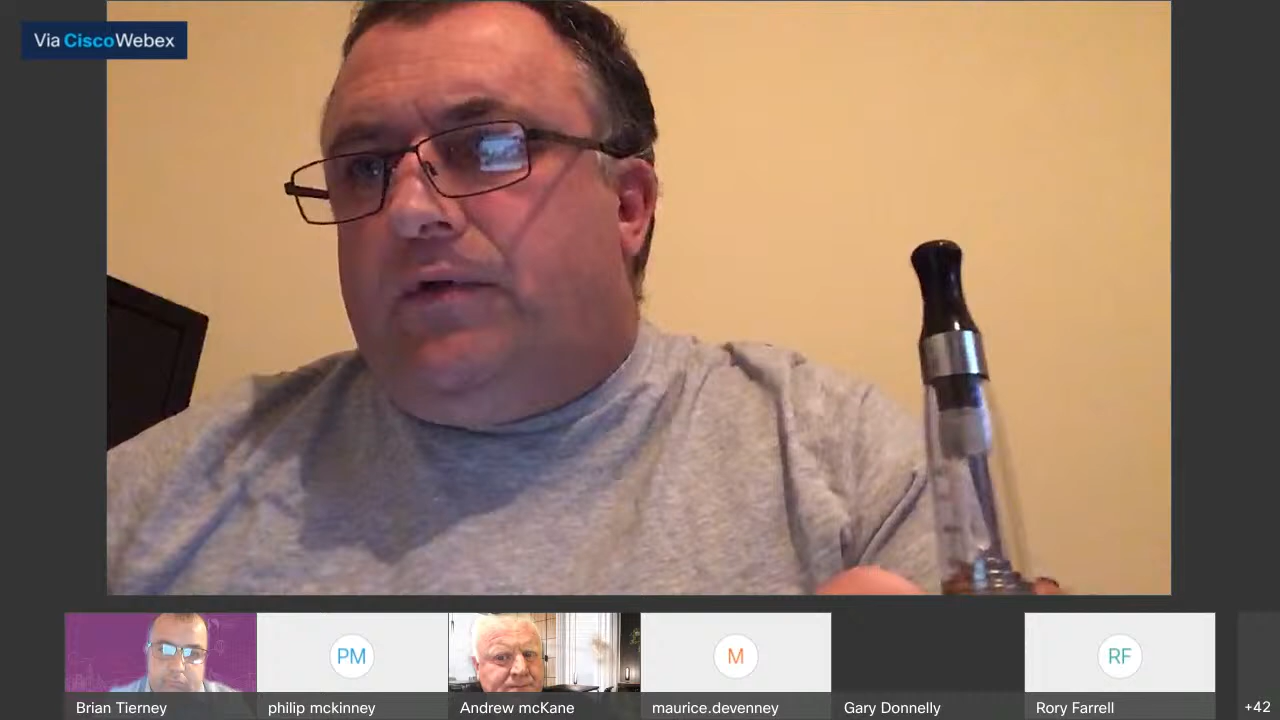 Via CiscoWebex
PM
M
RF
Brian Tierney
philip mckinney
Andrew mcKane
maurice.devenney
Gary Donnelly
Rory Farrell
+42